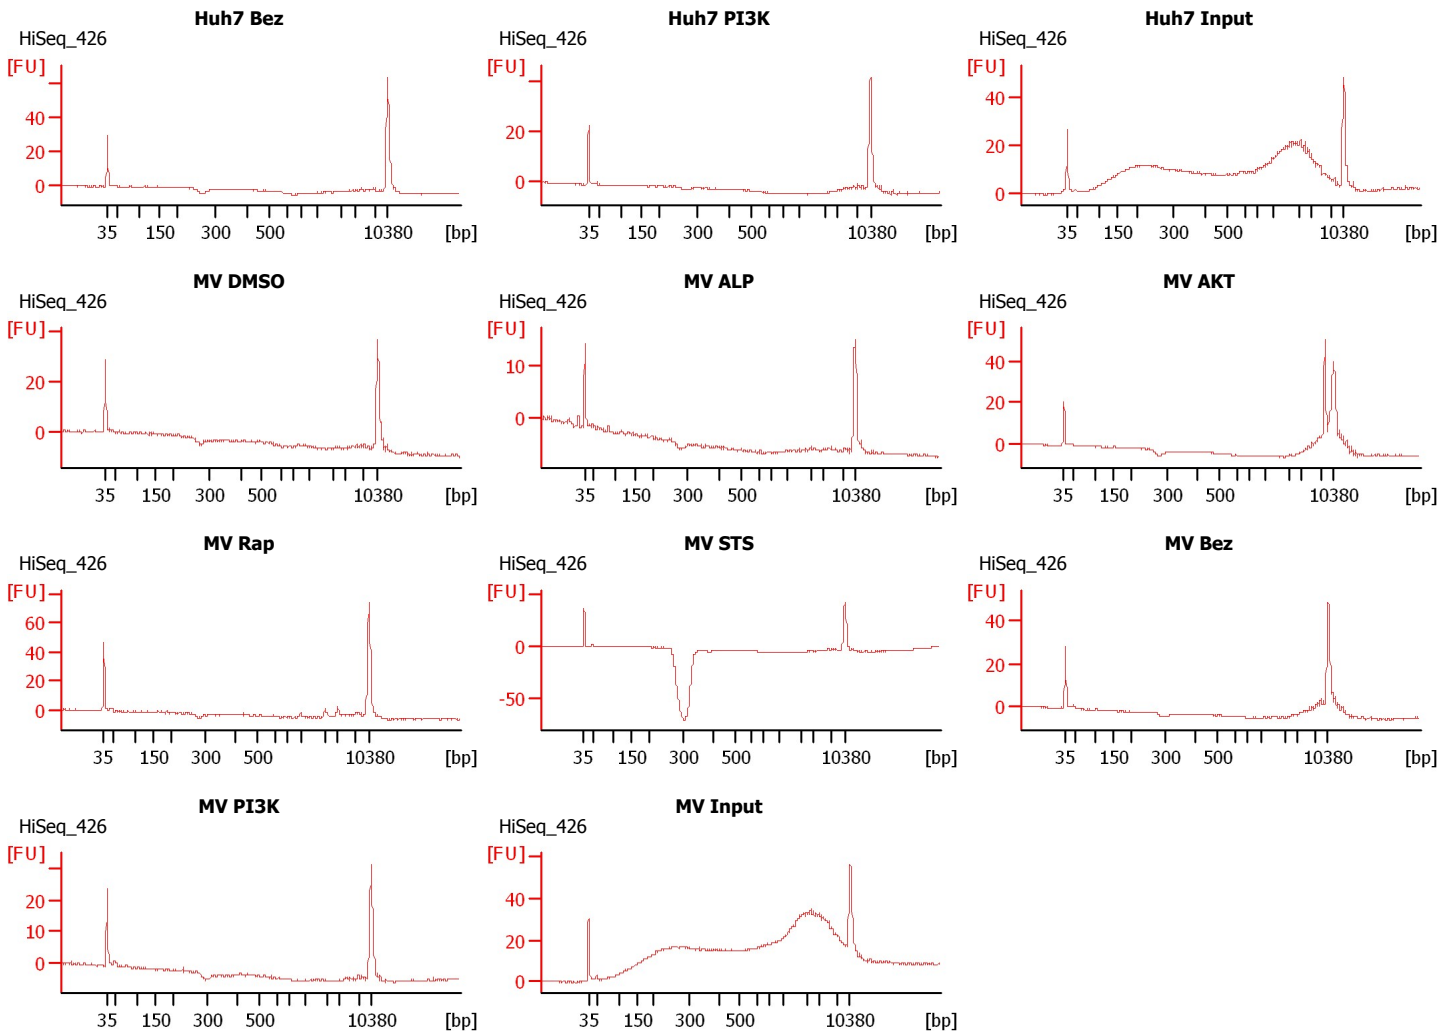 Huh7 Bez
HiSeq_426
[FU]
40
20
0
35 150 300 500 10380 [bp]
Huh7 PI3K
HiSeq_426
[FU]
20
0
35 150 300 500 10380 [bp]
Huh7 Input
HiSeq_426
[FU]
40
20
0
35 150 300 500 10380 [bp]
MV DMSO
HiSeq_426
[FU]
20
0
35 150 300 500 10380 [bp]
MV ALP
HiSeq_426
[FU]
10
0
35 150 300 500 10380 [bp]
MV AKT
HiSeq_426
[FU]
40
20
0
35 150 300 500 10380 [bp]
MV Rap
HiSeq_426
[FU]
60
40
20
0
35 150 300 500 10380 [bp]
MV STS
HiSeq_426
[FU]
0
-50
35 150 300 500 10380 [bp]
MV Bez
HiSeq_426
[FU]
40
20
0
35 150 300 500 10380 [bp]
MV PI3K
HiSeq_426
[FU]
20
10
0
35 150 300 500 10380 [bp]
MV Input
HiSeq_426
[FU]
40
20
0
35 150 300 500 10380 [bp]